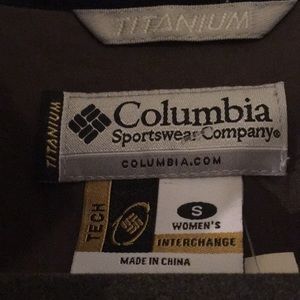 TITANIUM
TITANIUM
Columbia
Sportswear Company®
COLUMBIA.COM
TECH
S
WOMEN'S
INTERCHANGE
MADE IN CHINA